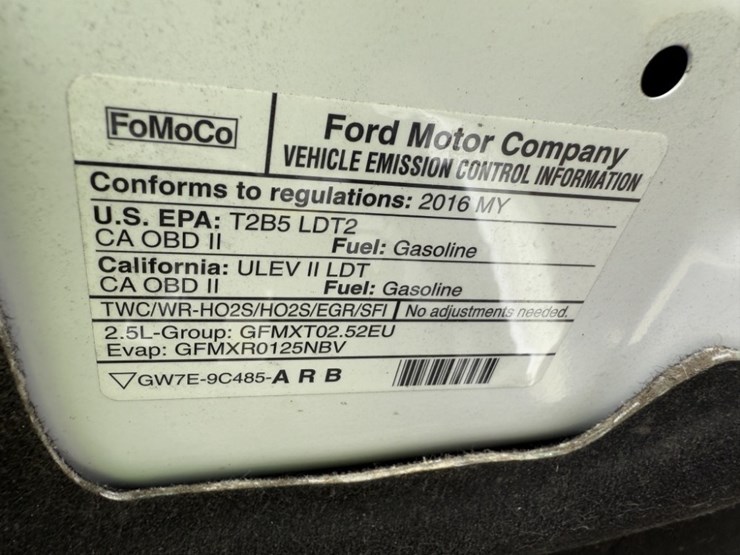 FoMoCo
Ford Motor Company
VEHICLE EMISSION CONTROL INFORMATION
Conforms to regulations: 2016 MY
U.S. EPA: T2B5 LDT2
CA OBD II Fuel: Gasoline
California: ULEV II LDT
CA OBD II Fuel: Gasoline
TWC/WR-HO2S/HO2S/EGR/SFI No adjustments needed.
2.5L-Group: GFMXT02.52EU
Evap: GFMXR0125NBV
GW7E-9C485-A R B